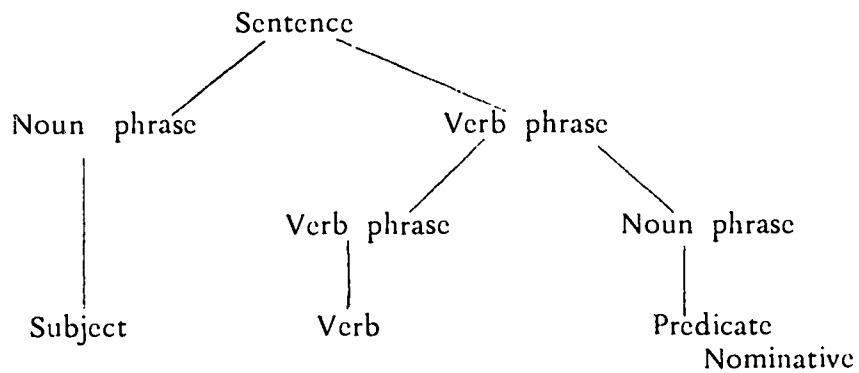 Sentence
Noun phrase
Verb phrase
Verb phrase
Noun phrase
Subject
Verb
Predicate
Nominative